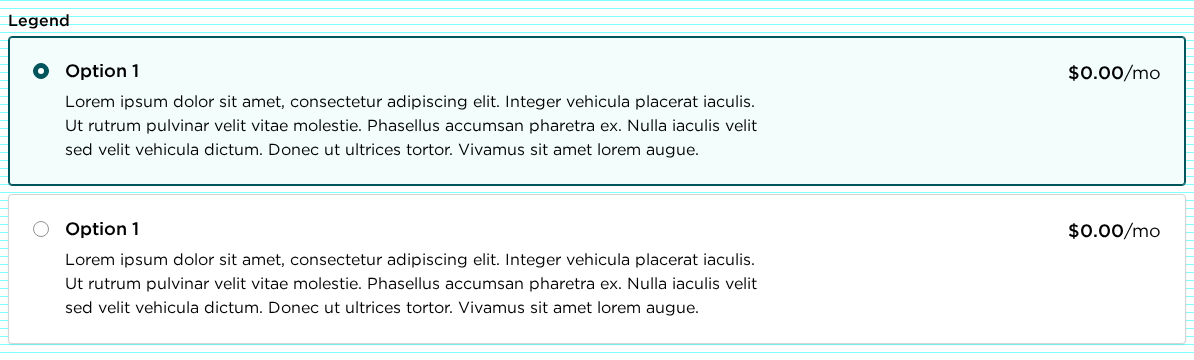 Legend
Option 1
$0.00/mo
Lorem ipsum dolor sit amet, consectetur adipiscing elit. Integer vehicula placerat iaculis.
Ut rutrum pulvinar velit vitae molestie. Phasellus accumsan pharetra ex. Nulla iaculis velit
sed velit vehicula dictum. Donec ut ultrices tortor. Vivamus sit amet lorem augue.
Option 1
$0.00/mo
Lorem ipsum dolor sit amet, consectetur adipiscing elit. Integer vehicula placerat iaculis.
Ut rutrum pulvinar velit vitae molestie. Phasellus accumsan pharetra ex. Nulla iaculis velit
sed velit vehicula dictum. Donec ut ultrices tortor. Vivamus sit amet lorem augue.